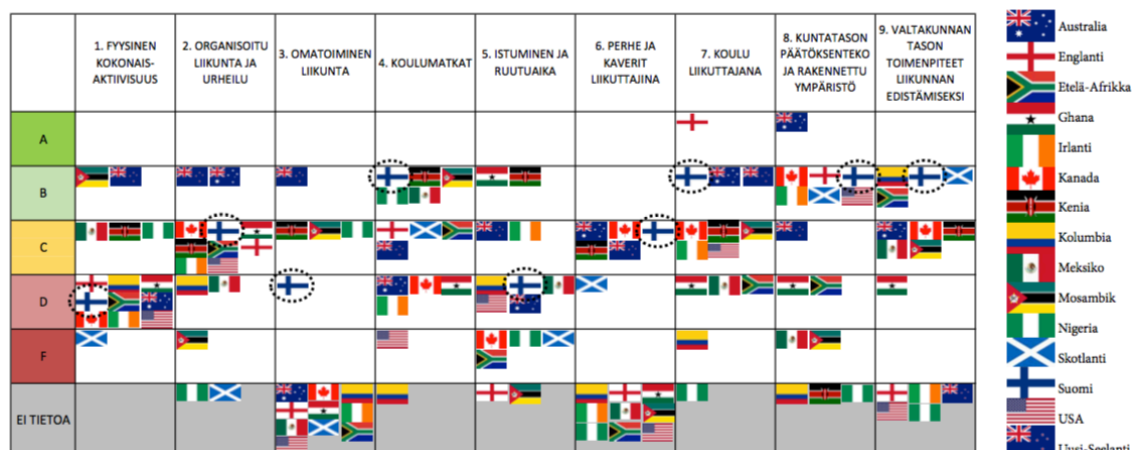 1. FYYSINEN
KOKONAIS-
AKTIIVISUUS
2. ORGANISOITU
LIIKUNTA JA
URHEILU
3. OMATOIMINEN
LIIKUNTA
4. KOULUMATKAT
5. ISTUMINEN JA
RUUTUAIKA
6. PERHE JA
KAVERIT
LIIKUTTAJINA
7. KOULU
LIIKUTTAJANA
8. KUNTATASON
PÄÄTÖKSENTEKO
JA RAKENNETTU
YMPÄRISTÖ
9. VALTAKUNNAN
TASON
TOIMENPITEET
LIIKUNNAN
EDISTÄMISEKSI
A
B
C
D
F
EI TIETOA
Australia
Englanti
Etelä-Afrikka
Ghana
Irlanti
Kanada
Kenia
Kolumbia
Meksiko
Mosambik
Nigeria
Skotlanti
Suomi
USA
Uusi-Seelanti